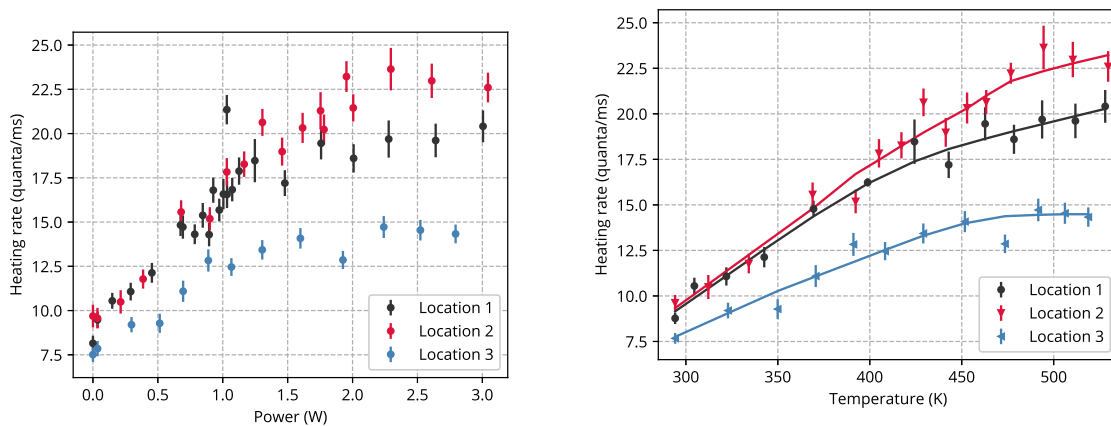 25.0
22.5
20.0
17.5
15.0
12.5
10.0
7.5
Heating rate (quanta/ms)
0.0 0.5 1.0 1.5 2.0 2.5 3.0
Power (W)
Location 1
Location 2
Location 3
25.0
22.5
20.0
17.5
15.0
12.5
10.0
7.5
Heating rate (quanta/ms)
300 350 400 450 500
Temperature (K)
Location 1
Location 2
Location 3